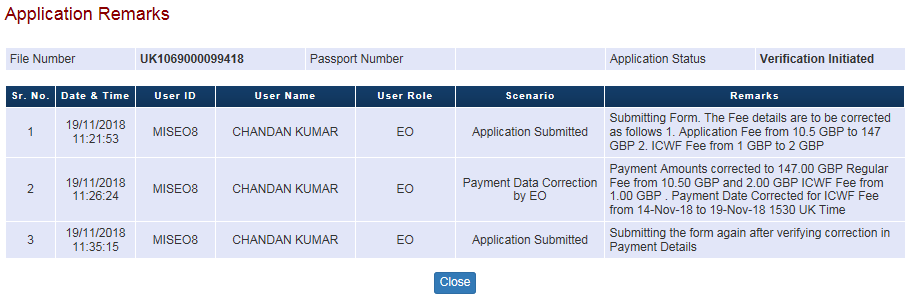 Application Remarks
File Number UK1069000099418 Passport Number Application Status Verification Initiated
Sr. No. Date & Time User ID User Name User Role Scenario Remarks
1 19/11/2018 11:21:53 MISEO8 CHANDAN KUMAR EO Application Submitted Submitting Form. The Fee details are to be corrected
as follows 1. Application Fee from 10.5 GBP to 147
GBP 2. ICWF Fee from 1 GBP to 2 GBP
2 19/11/2018 11:26:24 MISEO8 CHANDAN KUMAR EO Payment Data Correction by EO Payment Amounts corrected to 147.00 GBP Regular
Fee from 10.50 GBP and 2.00 GBP ICWF Fee from
1.00 GBP . Payment Date Corrected for ICWF Fee
from 14-Nov-18 to 19-Nov-18 1530 UK Time
3 19/11/2018 11:35:15 MISEO8 CHANDAN KUMAR EO Application Submitted Submitting the form again after verifying correction in
Payment Details
Close